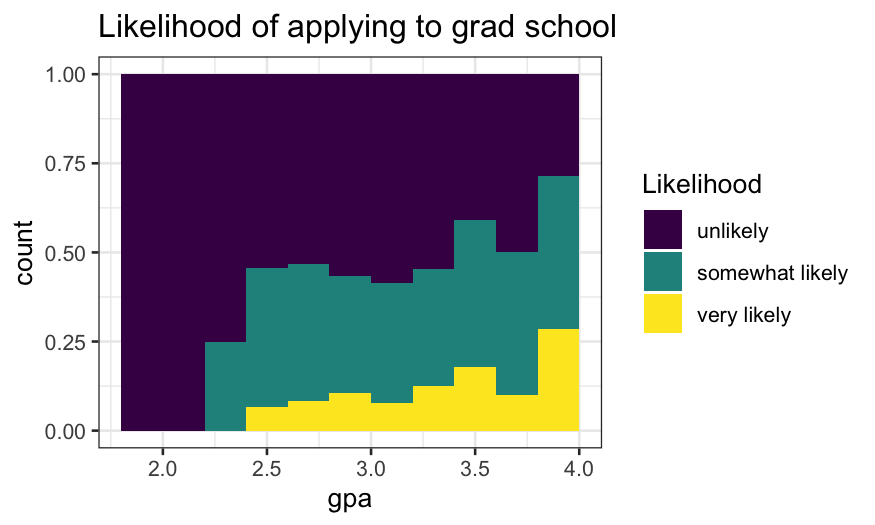 Likelihood of applying to grad school
1.00
0.75
0.50
0.25
0.00
count
2.0 2.5 3.0 3.5 4.0
gpa
Likelihood
unlikely
somewhat likely
very likely